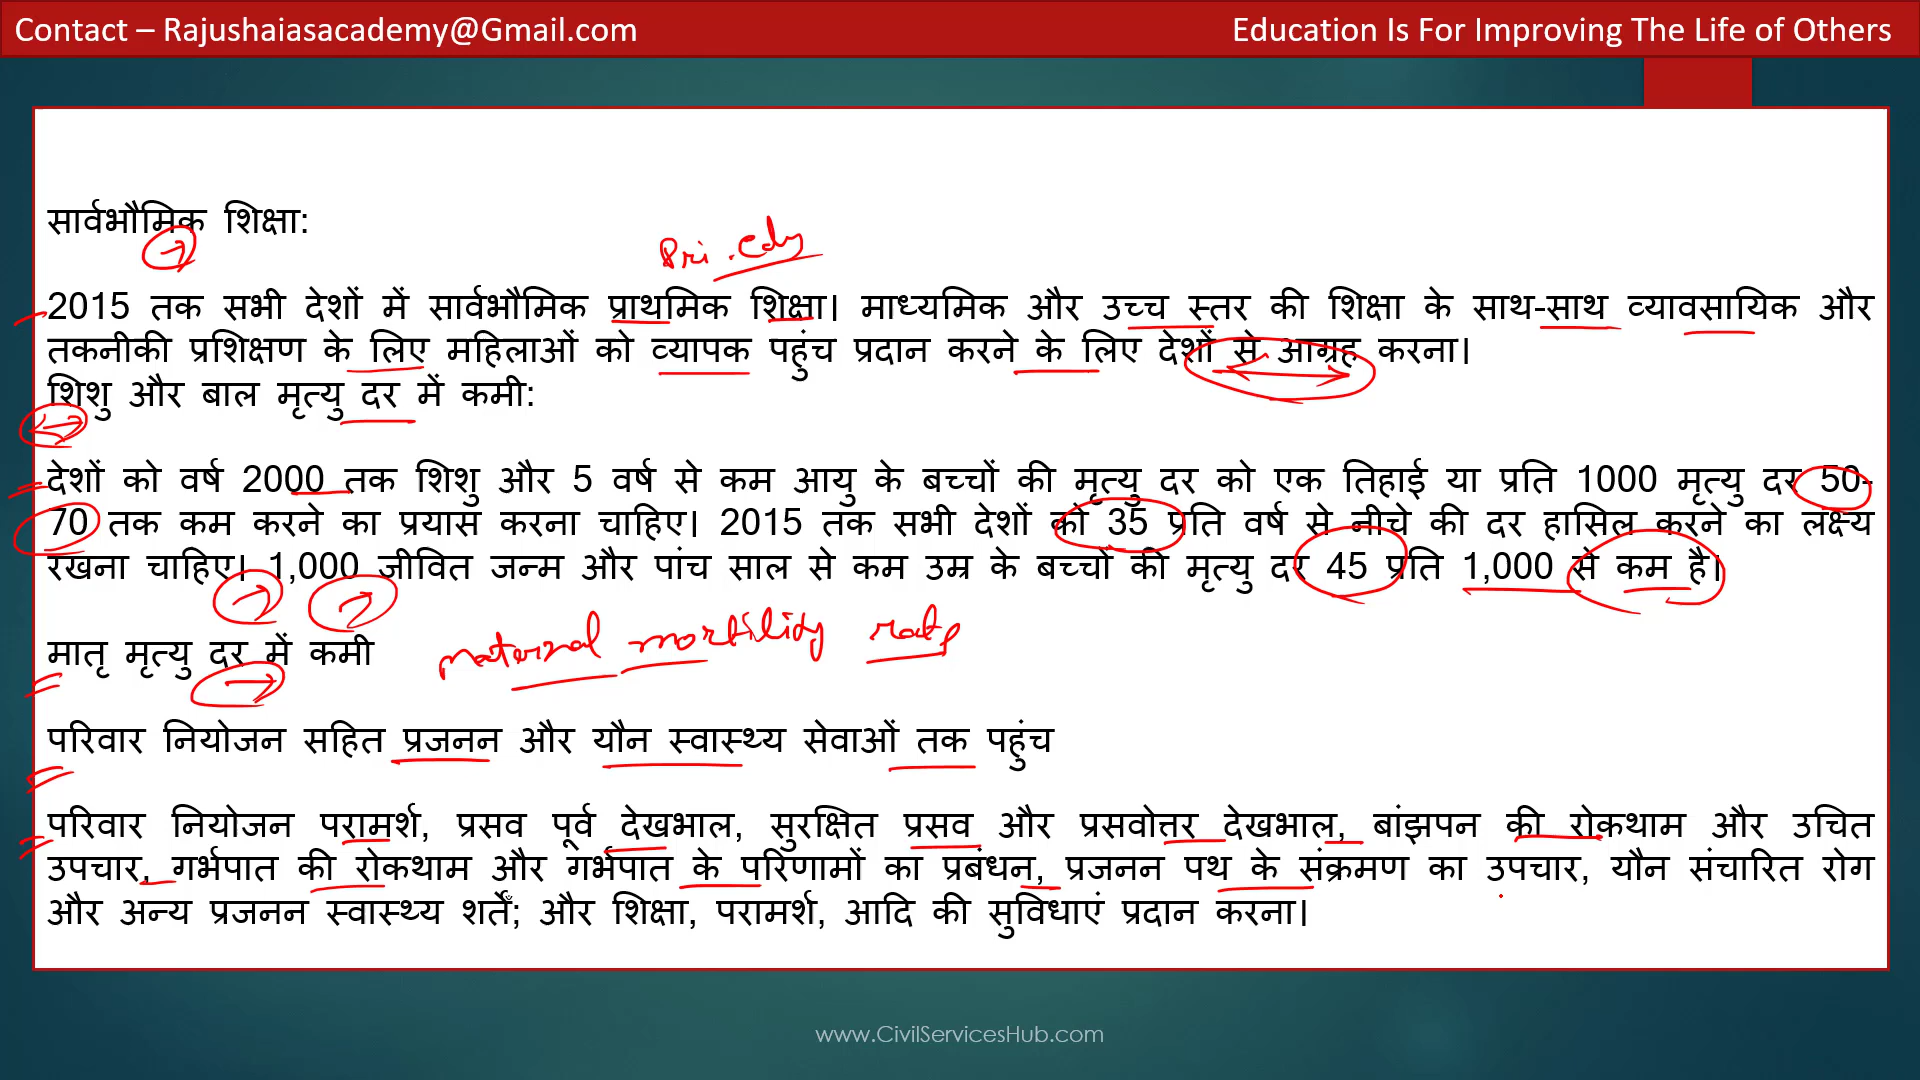 Contact – Rajushaiasacademy@Gmail.com
Education Is For Improving The Life of Others
सार्वभौमिक शिक्षा:
Pri. edu
2015 तक सभी देशों में सार्वभौमिक प्राथमिक शिक्षा। माध्यमिक और उच्च स्तर की शिक्षा के साथ-साथ व्यावसायिक और
तकनीकी प्रशिक्षण के लिए महिलाओं को व्यापक पहुंच प्रदान करने के लिए देशों से आग्रह करना।
शिशु और बाल मृत्यु दर में कमी:
देशों को वर्ष 2000 तक शिशु और 5 वर्ष से कम आयु के बच्चों की मृत्यु दर को एक तिहाई या प्रति 1000 मृत्यु दर 50-
70 तक कम करने का प्रयास करना चाहिए। 2015 तक सभी देशों को 35 प्रति वर्ष से नीचे की दर हासिल करने का लक्ष्य
रखना चाहिए। 1,000 जीवित जन्म और पांच साल से कम उम्र के बच्चों की मृत्यु दर 45 प्रति 1,000 से कम है।
मातृ मृत्यु दर में कमी
maternal mortility rate
परिवार नियोजन सहित प्रजनन और यौन स्वास्थ्य सेवाओं तक पहुंच
परिवार नियोजन परामर्श, प्रसव पूर्व देखभाल, सुरक्षित प्रसव और प्रसवोत्तर देखभाल, बांझपन की रोकथाम और उचित
उपचार, गर्भपात की रोकथाम और गर्भपात के परिणामों का प्रबंधन, प्रजनन पथ के संक्रमण का उपचार, यौन संचारित रोग
और अन्य प्रजनन स्वास्थ्य शर्तें; और शिक्षा, परामर्श, आदि की सुविधाएं प्रदान करना।
www.CivilServicesHub.com